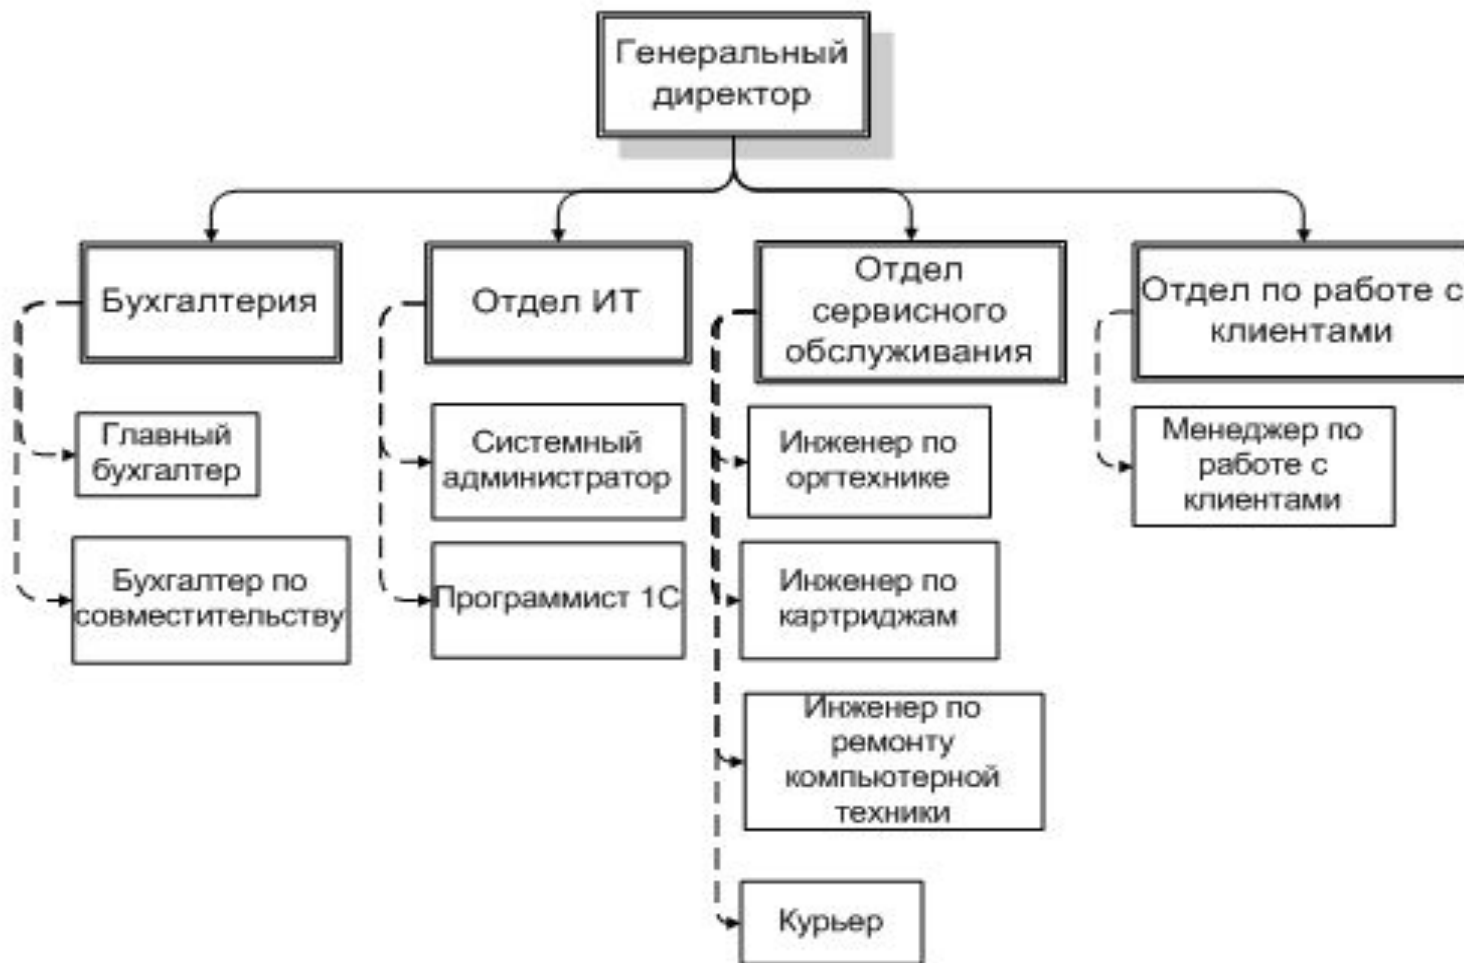 Генеральный
директор
Бухгалтерия
Отдел ИТ
Отдел
сервисного
обслуживания
Отдел по работе с
клиентами
Главный
бухгалтер
Бухгалтер по
совместительству
Системный
администратор
Программист 1С
Инженер по
оргтехнике
Инженер по
картриджам
Инженер по
ремонту
компьютерной
техники
Курьер
Менеджер по
работе с
клиентами